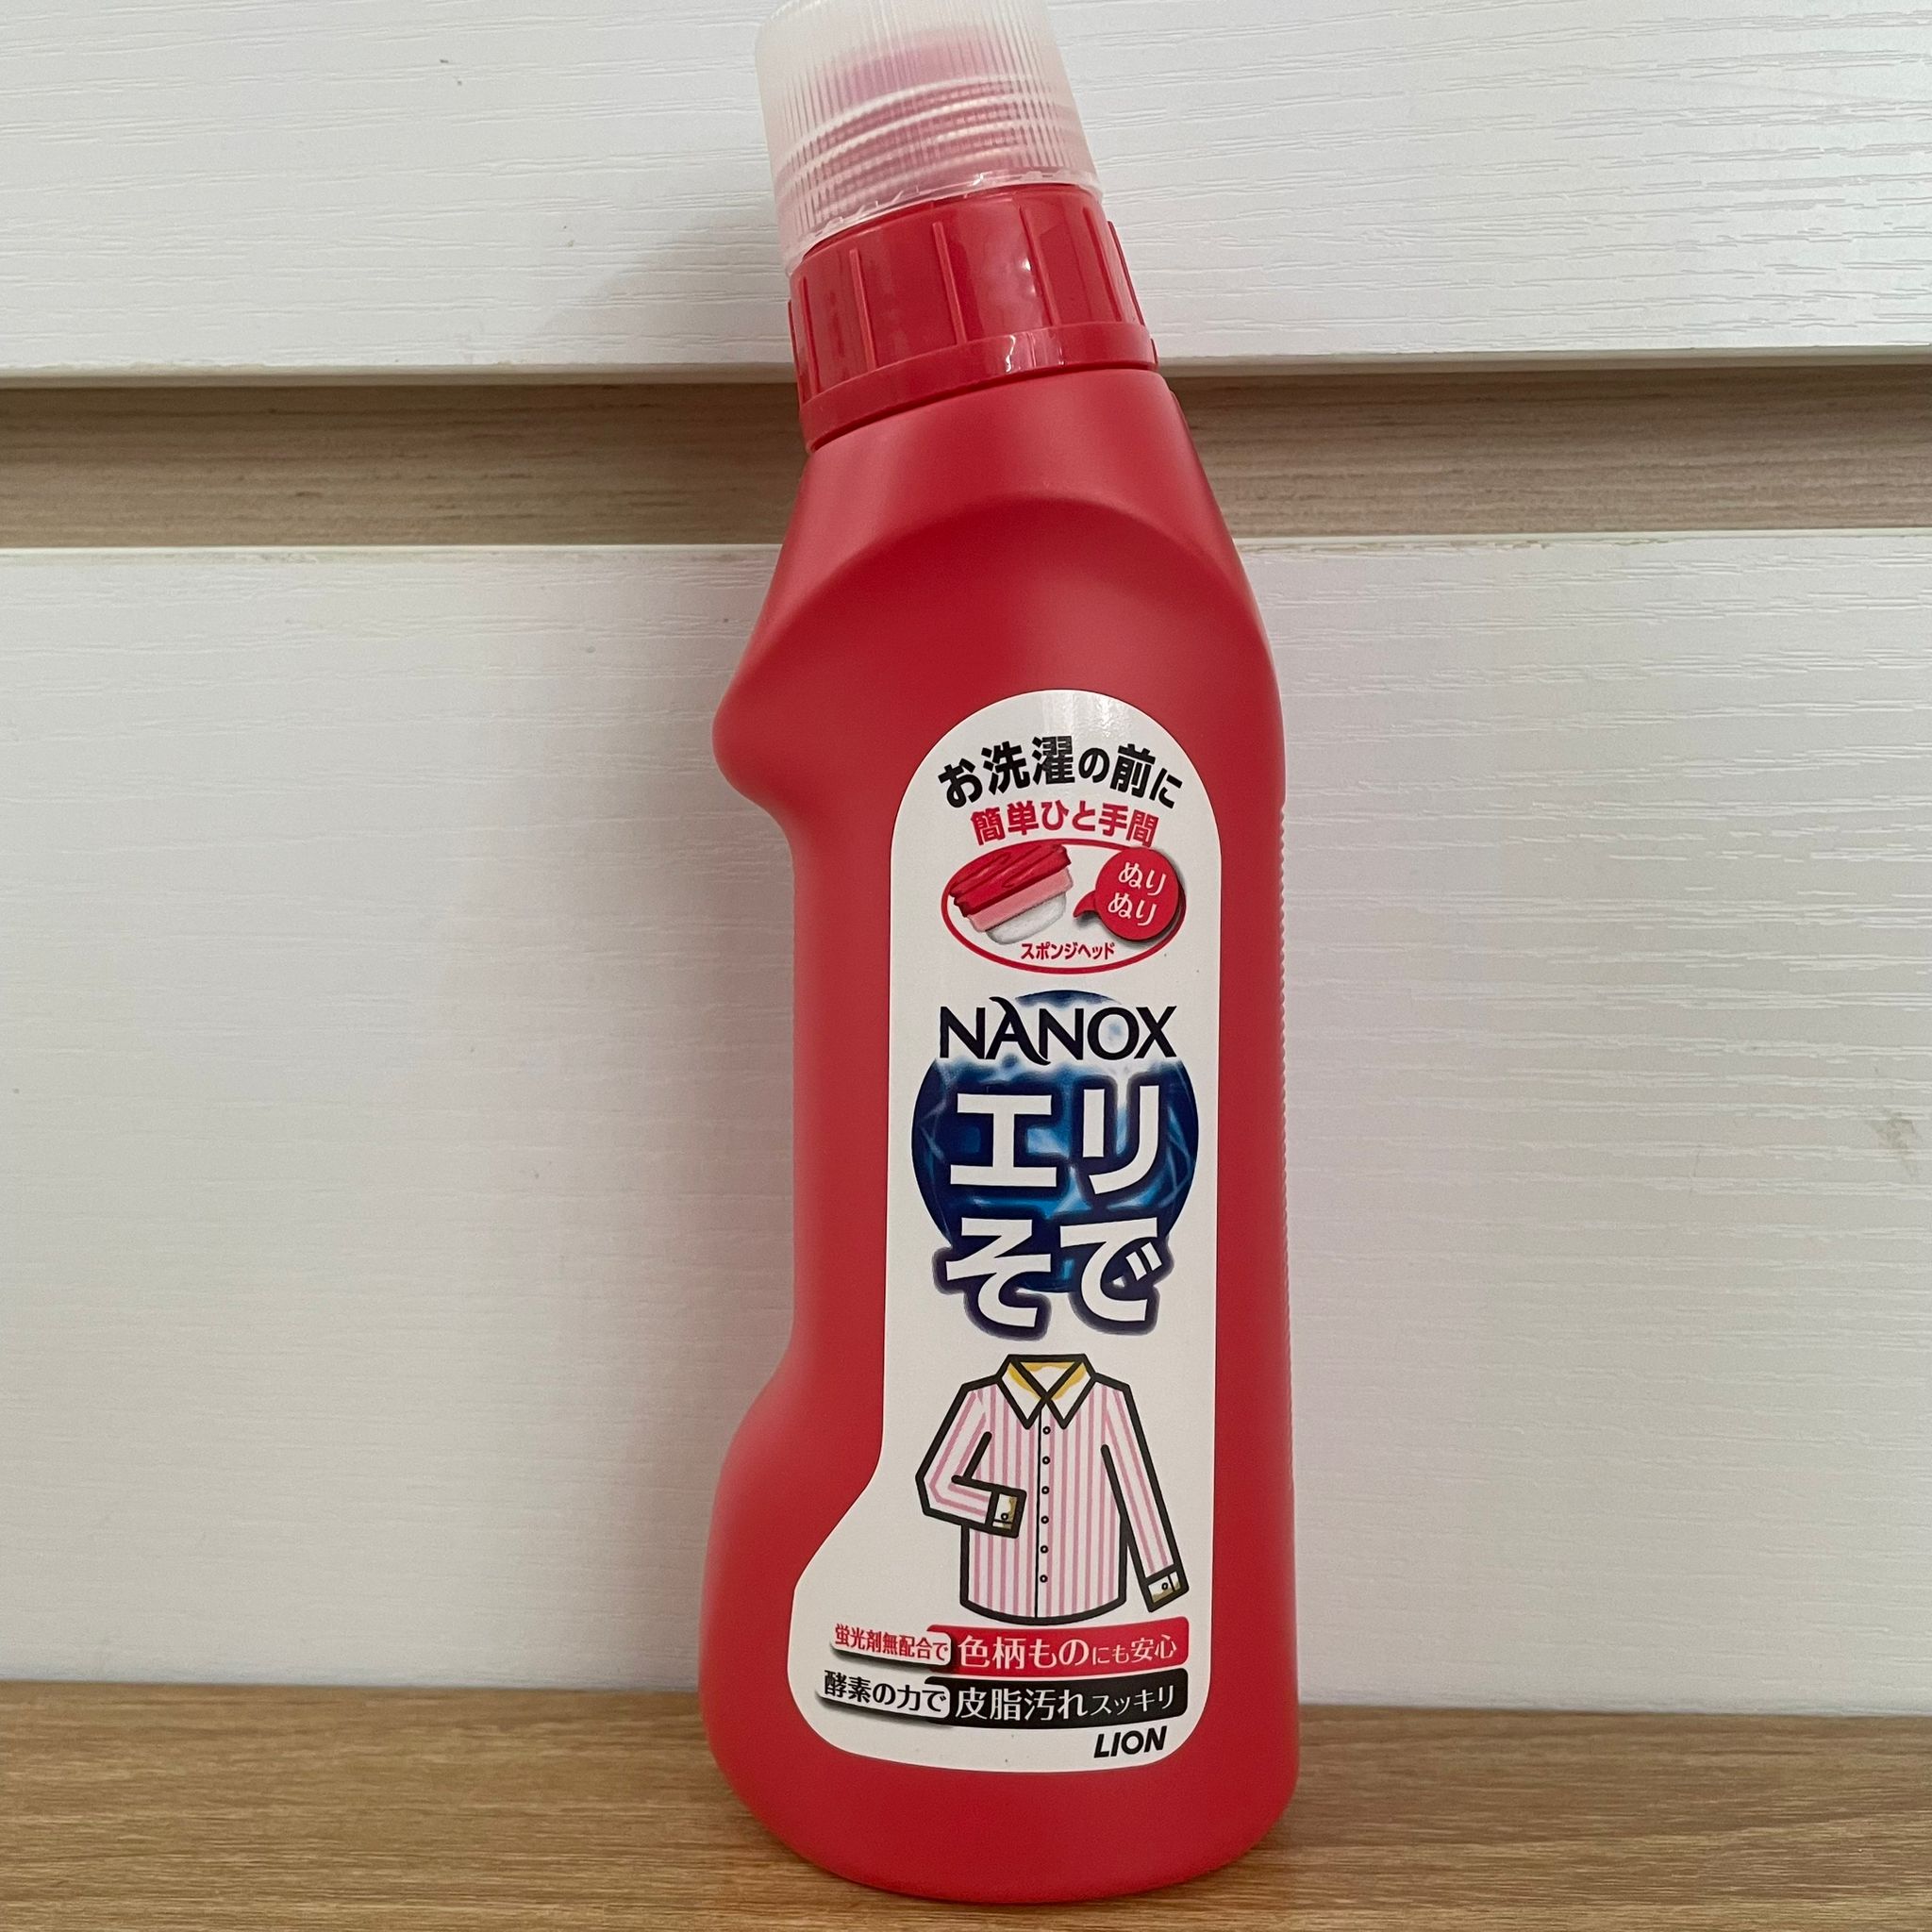 お洗濯の前に
簡単ひと手間
ぬり
ぬり
スポンジヘッド
NANOX
エリ
そで
蛍光剤無配合で 色柄ものにも安心
酵素の力で 皮脂汚れスッキリ
LION